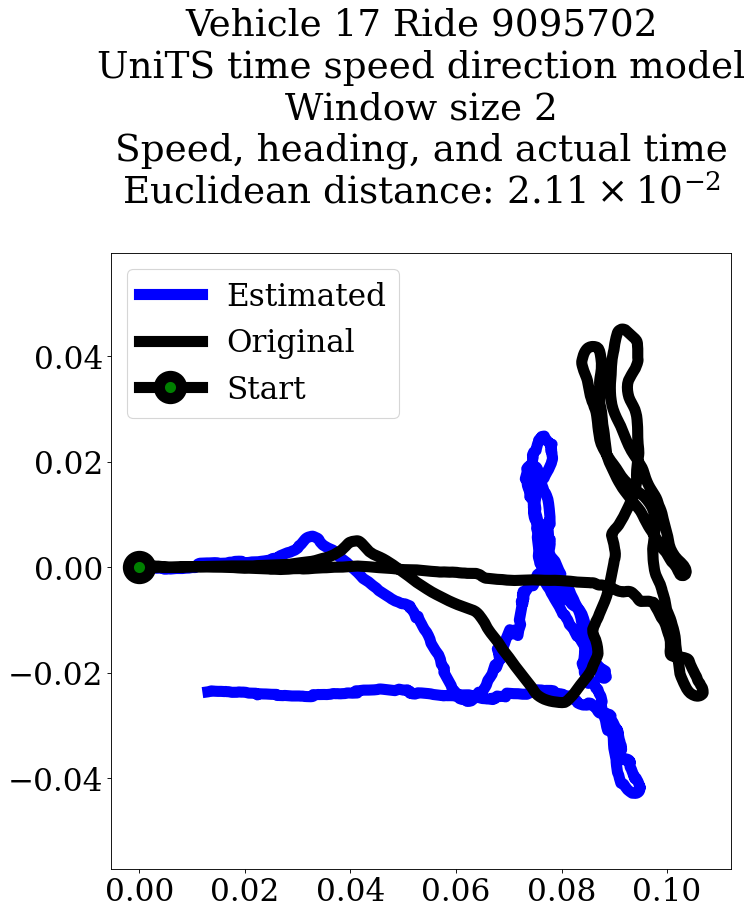 Vehicle 17 Ride 9095702
UniTS time speed direction model
Window size 2
Speed, heading, and actual time
Euclidean distance: 2.11 × 10⁻²
Estimated
Original
Start
0.04
0.02
0.00
−0.02
−0.04
0.00 0.02 0.04 0.06 0.08 0.10